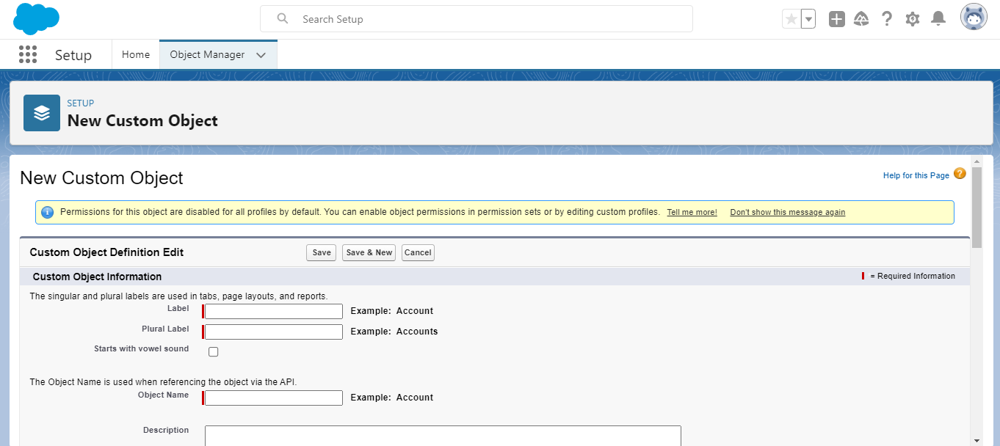 Search Setup
Setup Home Object Manager
SETUP
New Custom Object
New Custom Object
Help for this Page ?
i Permissions for this object are disabled for all profiles by default. You can enable object permissions in permission sets or by editing custom profiles. Tell me more! Don't show this message again
Custom Object Definition Edit Save Save & New Cancel
Custom Object Information = Required Information
The singular and plural labels are used in tabs, page layouts, and reports.
Label Example: Account
Plural Label Example: Accounts
Starts with vowel sound
The Object Name is used when referencing the object via the API.
Object Name Example: Account
Description